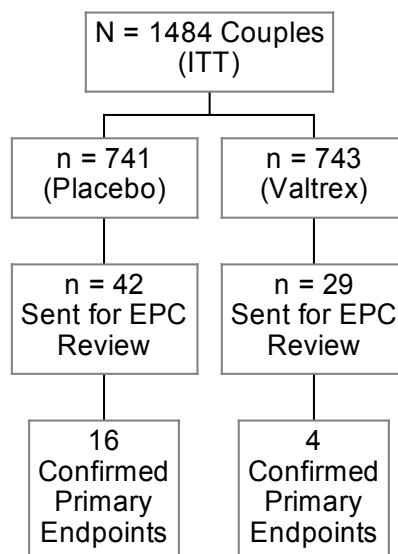 N = 1484 Couples
(ITT)
n = 741
(Placebo)
n = 743
(Valtrex)
n = 42
Sent for EPC
Review
n = 29
Sent for EPC
Review
16
Confirmed
Primary
Endpoints
4
Confirmed
Primary
Endpoints